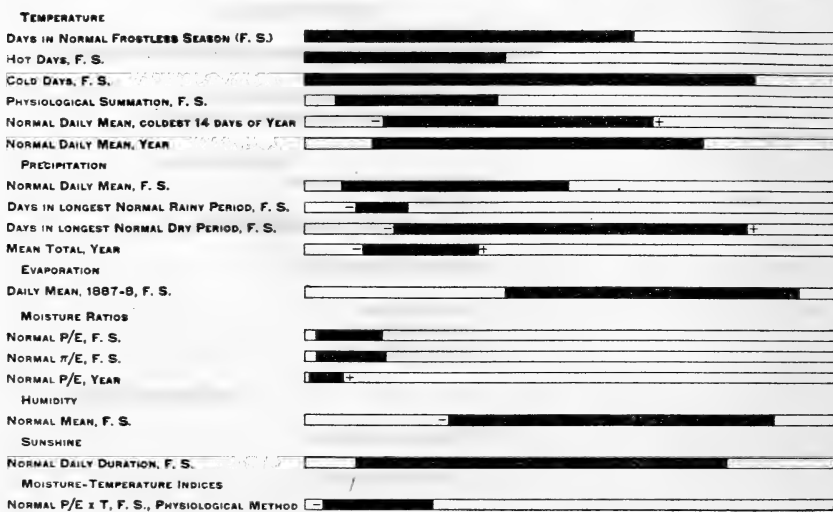 TEMPERATURE
DAYS IN NORMAL FROSTLESS SEASON (F. S.)
HOT DAYS, F. S.
COLD DAYS, F. S.
PHYSIOLOGICAL SUMMATION, F. S.
NORMAL DAILY MEAN, COLDEST 14 DAYS OF YEAR − +
NORMAL DAILY MEAN, YEAR
PRECIPITATION
NORMAL DAILY MEAN, F. S.
DAYS IN LONGEST NORMAL RAINY PERIOD, F. S. −
DAYS IN LONGEST NORMAL DRY PERIOD, F. S. − +
MEAN TOTAL, YEAR − +
EVAPORATION
DAILY MEAN, 1887-8, F. S.
MOISTURE RATIOS
NORMAL P/E, F. S.
NORMAL π/E, F. S.
NORMAL P/E, YEAR +
HUMIDITY
NORMAL MEAN, F. S. −
SUNSHINE
NORMAL DAILY DURATION, F. S.
MOISTURE-TEMPERATURE INDICES
NORMAL P/E X T, F. S., PHYSIOLOGICAL METHOD −